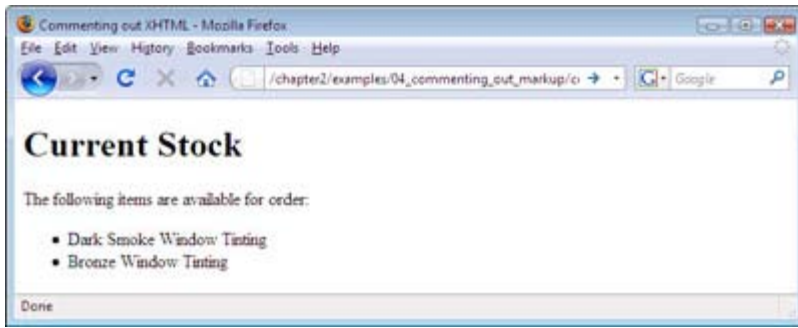 Commenting out XHTML - Mozilla Firefox
File Edit View History Bookmarks Tools Help
/chapter2/examples/04_commenting_out_markup/co
Google
Current Stock
The following items are available for order:
Dark Smoke Window Tinting
Bronze Window Tinting
Done